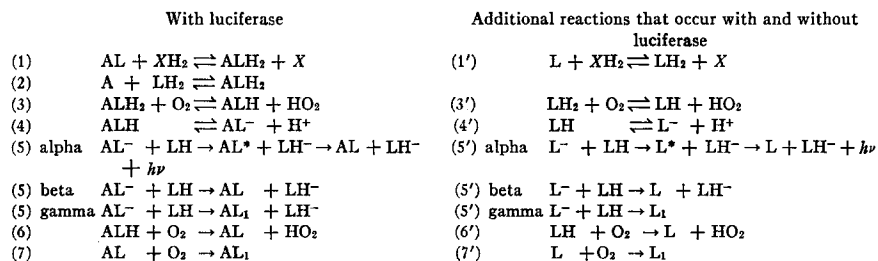 With luciferase Additional reactions that occur with and without
luciferase
(1) AL + XH₂ ⇌ ALH₂ + X (1′) L + XH₂ ⇌ LH₂ + X
(2) A + LH₂ ⇌ ALH₂
(3) ALH₂ + O₂ ⇌ ALH + HO₂ (3′) LH₂ + O₂ ⇌ LH + HO₂
(4) ALH ⇌ AL⁻ + H⁺ (4′) LH ⇌ L⁻ + H⁺
(5) alpha AL⁻ + LH → AL* + LH⁻ → AL + LH⁻ (5′) alpha L⁻ + LH → L* + LH⁻ → L + LH⁻ + hν
+ hν
(5) beta AL⁻ + LH → AL + LH⁻ (5′) beta L⁻ + LH → L + LH⁻
(5) gamma AL⁻ + LH → AL₁ + LH⁻ (5′) gamma L⁻ + LH → L₁
(6) ALH + O₂ → AL + HO₂ (6′) LH + O₂ → L + HO₂
(7) AL + O₂ → AL₁ (7′) L + O₂ → L₁